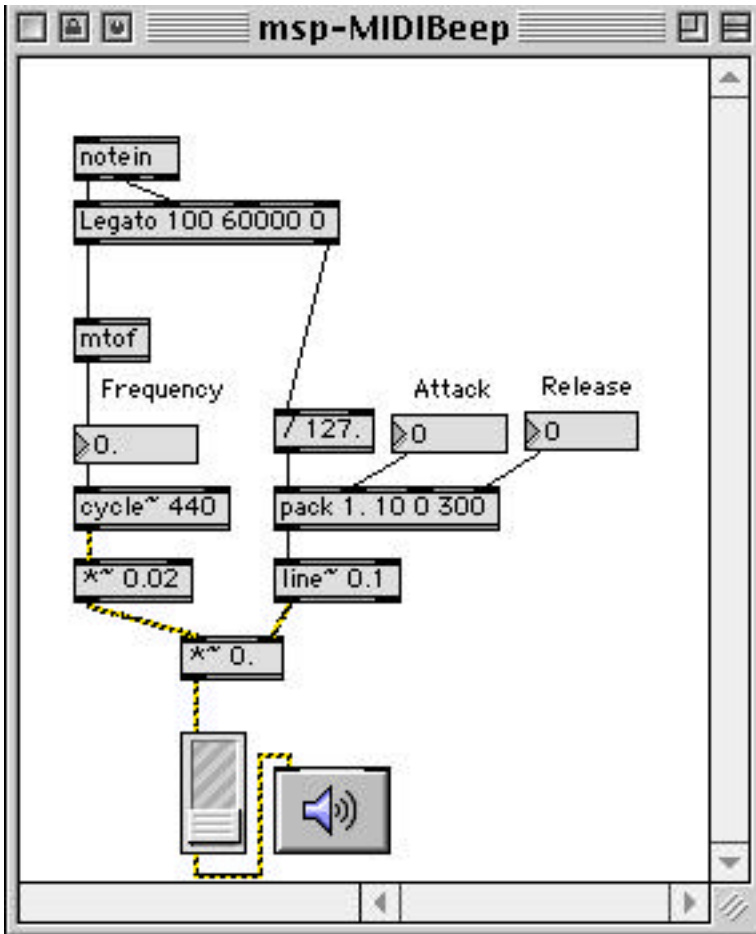 msp-MIDIBeep
notein
Legato 100 60000 0
mtof
Frequency
Attack
Release
0.
/ 127.
0
0
cycle~ 440
pack 1. 10 0 300
*~ 0.02
line~ 0.1
*~ 0.